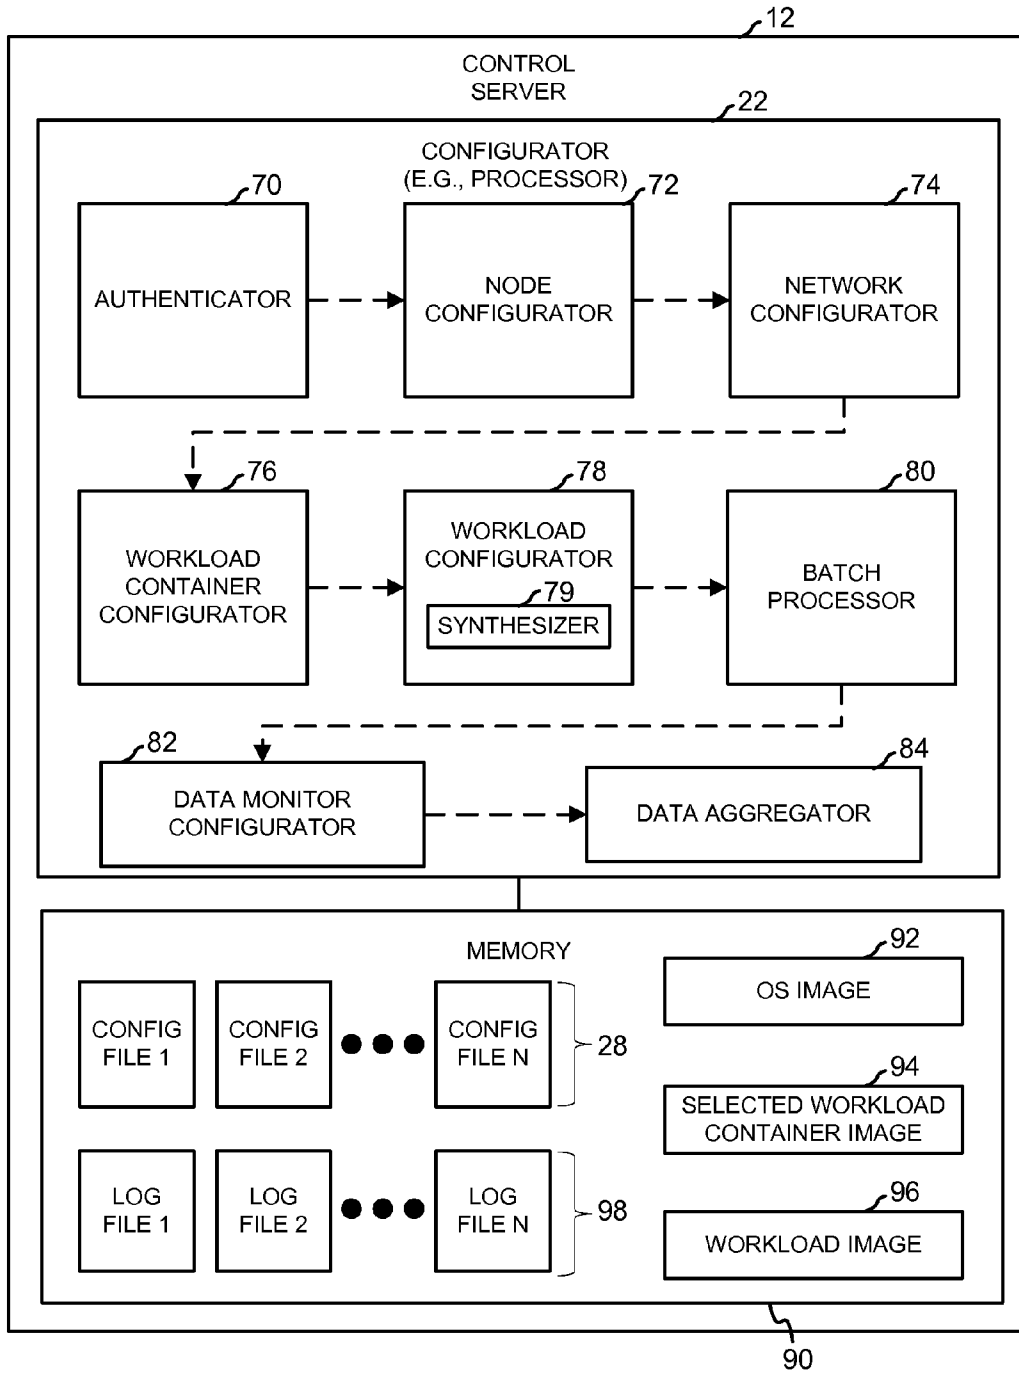 12
CONTROL
SERVER
22
CONFIGURATOR
(E.G., PROCESSOR)
70
72
74
AUTHENTICATOR
NODE
CONFIGURATOR
NETWORK
CONFIGURATOR
76
78
80
WORKLOAD
CONTAINER
CONFIGURATOR
WORKLOAD
CONFIGURATOR
79
SYNTHESIZER
BATCH
PROCESSOR
82
84
DATA MONITOR
CONFIGURATOR
DATA AGGREGATOR
MEMORY
92
OS IMAGE
CONFIG
FILE 1
CONFIG
FILE 2
CONFIG
FILE N
28
94
SELECTED WORKLOAD
CONTAINER IMAGE
LOG
FILE 1
LOG
FILE 2
LOG
FILE N
98
96
WORKLOAD IMAGE
90